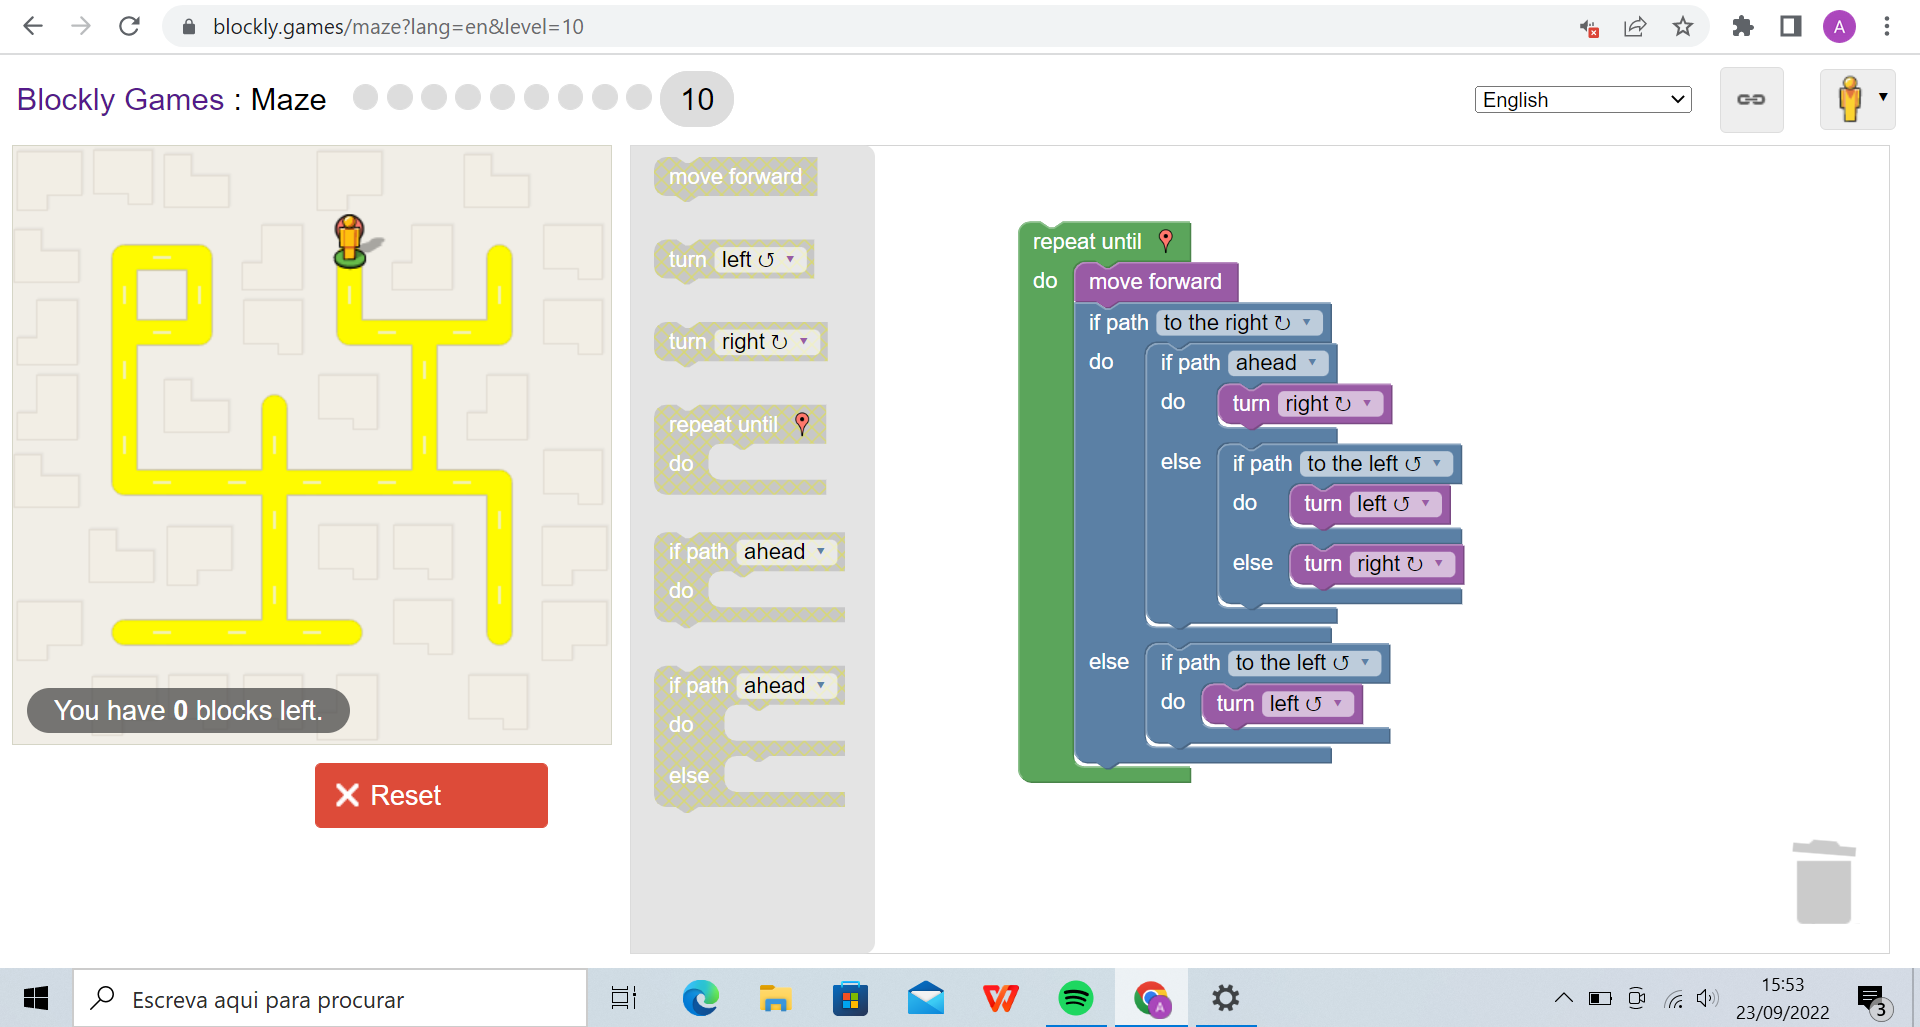 blockly.games/maze?lang=en&level=10
A
Blockly Games : Maze
10
English
You have 0 blocks left.
Reset
move forward
turn left
turn right
repeat until
do
if path ahead
do
if path ahead
do
else
repeat until
do move forward
if path to the right
do if path ahead
do turn right
else if path to the left
do turn left
else turn right
else if path to the left
do turn left
Escreva aqui para procurar
A
15:53
23/09/2022
3